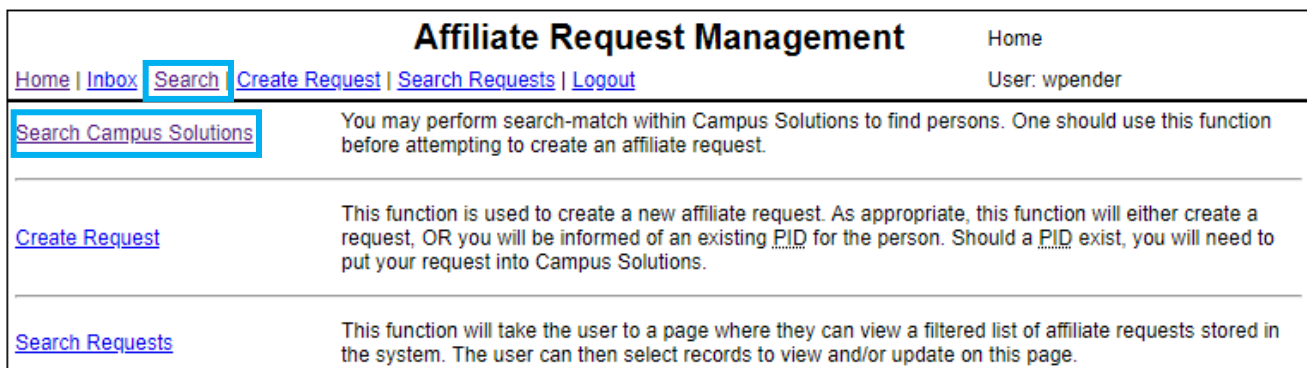 Affiliate Request Management
Home
Home | Inbox | Search | Create Request | Search Requests | Logout
User: wpender
Search Campus Solutions
You may perform search-match within Campus Solutions to find persons. One should use this function
before attempting to create an affiliate request.
Create Request
This function is used to create a new affiliate request. As appropriate, this function will either create a
request, OR you will be informed of an existing PID for the person. Should a PID exist, you will need to
put your request into Campus Solutions.
Search Requests
This function will take the user to a page where they can view a filtered list of affiliate requests stored in
the system. The user can then select records to view and/or update on this page.